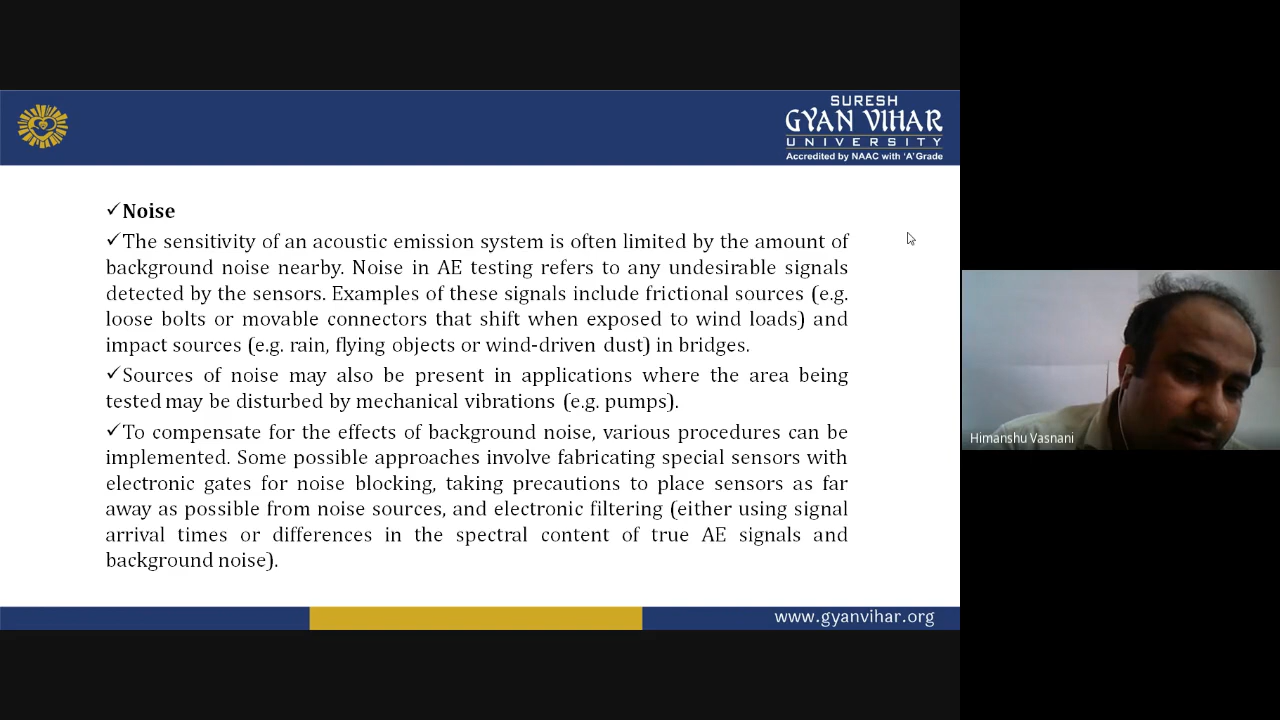 SURESH
GYAN VIHAR
UNIVERSITY
Accredited by NAAC with 'A' Grade
✓Noise
✓The sensitivity of an acoustic emission system is often limited by the amount of
background noise nearby. Noise in AE testing refers to any undesirable signals
detected by the sensors. Examples of these signals include frictional sources (e.g.
loose bolts or movable connectors that shift when exposed to wind loads) and
impact sources (e.g. rain, flying objects or wind-driven dust) in bridges.
✓Sources of noise may also be present in applications where the area being
tested may be disturbed by mechanical vibrations (e.g. pumps).
✓To compensate for the effects of background noise, various procedures can be
implemented. Some possible approaches involve fabricating special sensors with
electronic gates for noise blocking, taking precautions to place sensors as far
away as possible from noise sources, and electronic filtering (either using signal
arrival times or differences in the spectral content of true AE signals and
background noise).
www.gyanvihar.org
Himanshu Vasnani